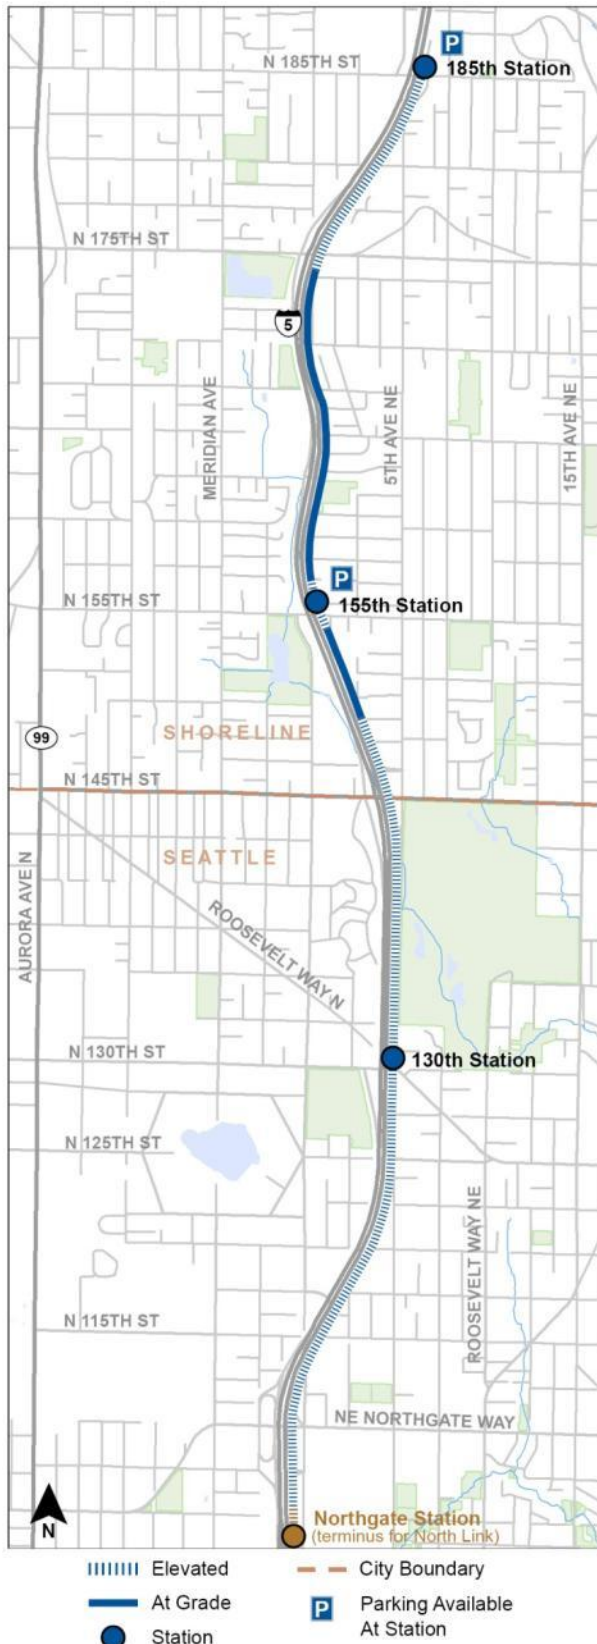 P
N 185TH ST
185th Station
N 175TH ST
5
MERIDIAN AVE
5TH AVE NE
15TH AVE NE
P
N 155TH ST
155th Station
SHORELINE
99
N 145TH ST
SEATTLE
AURORA AVE N
ROOSEVELT WAY N
N 130TH ST
130th Station
N 125TH ST
ROOSEVELT WAY NE
N 115TH ST
NE NORTHGATE WAY
N
Northgate Station
(terminus for North Link)
Elevated
City Boundary
At Grade
P Parking Available
At Station
Station